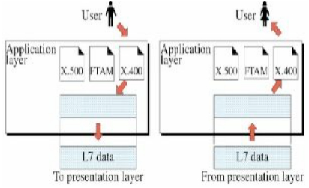 User
Application
layer
X.500 FTAM X.400
L7 data
To presentation layer
User
Application
layer
X.500 FTAM X.400
L7 data
From presentation layer